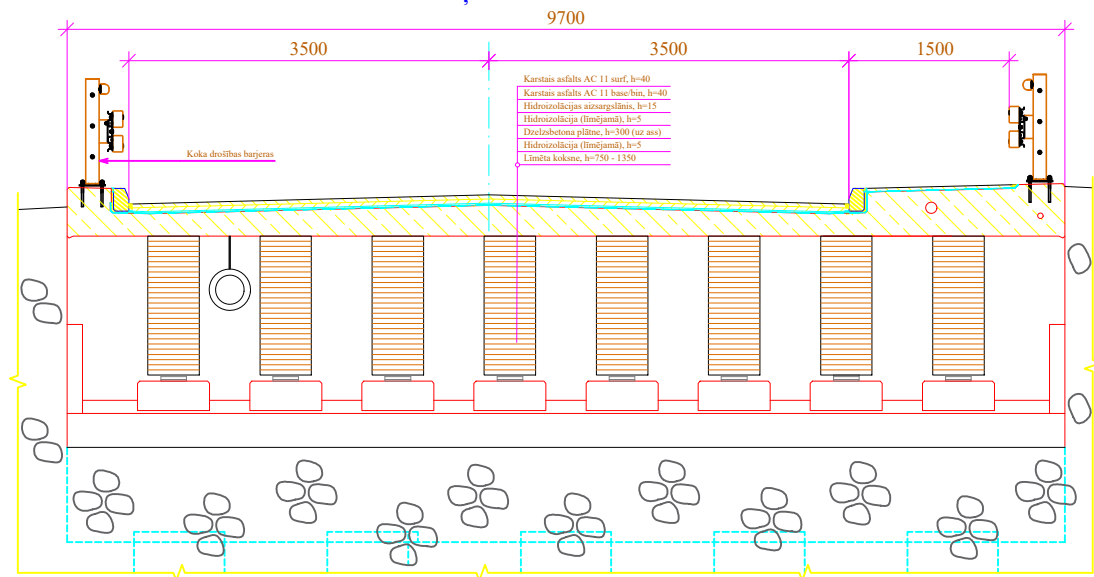 9700
3500
3500
1500
Karstais asfalts AC 11 surf, h=40
Karstais asfalts AC 11 base/bin, h=40
Hidroizolācijas aizsargslānis, h=15
Hidroizolācija (līmējamā), h=5
Dzelzsbetona plātne, h=300 (uz ass)
Hidroizolācija (līmējamā), h=5
Līmēta koksne, h=750 - 1350
Koka drošības barjeras